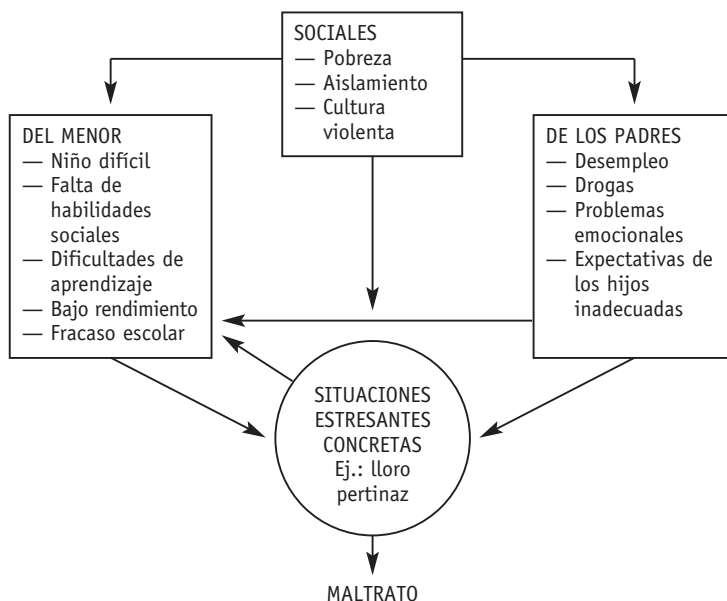 SOCIALES
— Pobreza
— Aislamiento
— Cultura
violenta
DEL MENOR
— Niño difícil
— Falta de
habilidades
sociales
— Dificultades de
aprendizaje
— Bajo rendimiento
— Fracaso escolar
DE LOS PADRES
— Desempleo
— Drogas
— Problemas
emocionales
— Expectativas de
los hijos
inadecuadas
SITUACIONES
ESTRESANTES
CONCRETAS
Ej.: lloro
pertinaz
MALTRATO